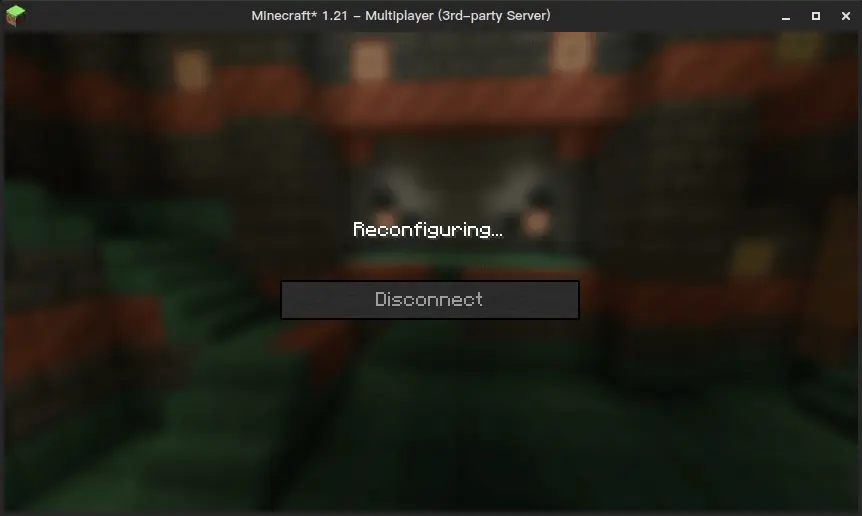 Minecraft* 1.21 – Multiplayer (3rd-party Server)
Reconfiguring...
Disconnect